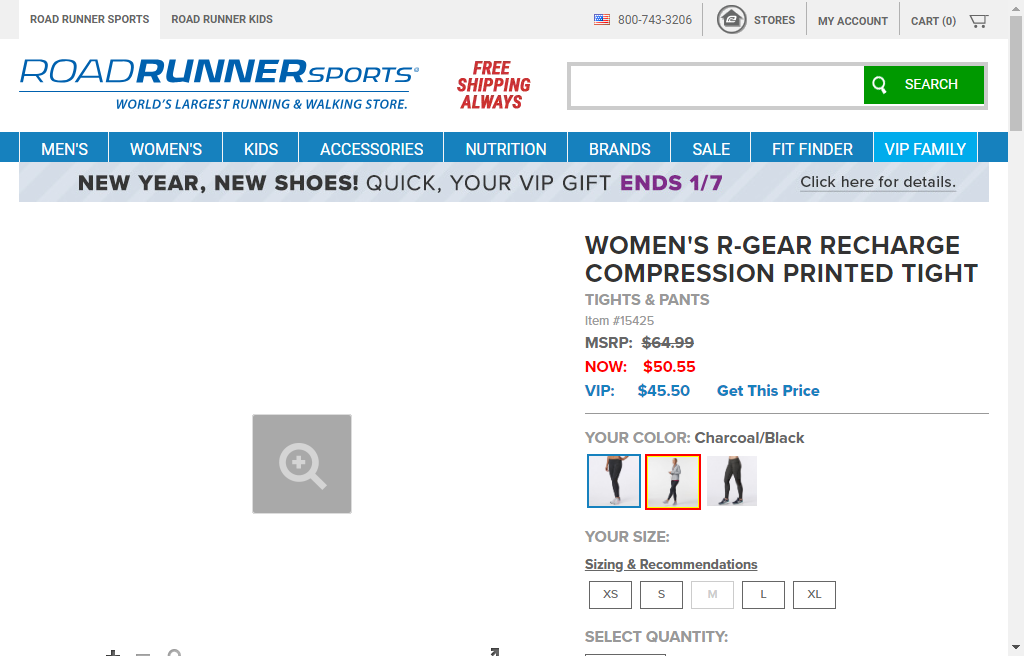 ROAD RUNNER SPORTS
ROAD RUNNER KIDS
800-743-3206
STORES
MY ACCOUNT
CART (0)
ROADRUNNERSPORTS
WORLD'S LARGEST RUNNING & WALKING STORE.
FREE
SHIPPING
ALWAYS
SEARCH
MEN'S
WOMEN'S
KIDS
ACCESSORIES
NUTRITION
BRANDS
SALE
FIT FINDER
VIP FAMILY
NEW YEAR, NEW SHOES! QUICK, YOUR VIP GIFT ENDS 1/7
Click here for details.
WOMEN'S R-GEAR RECHARGE
COMPRESSION PRINTED TIGHT
TIGHTS & PANTS
Item #15425
MSRP: $64.99
NOW: $50.55
VIP: $45.50 Get This Price
YOUR COLOR: Charcoal/Black
YOUR SIZE:
Sizing & Recommendations
XS S M L XL
SELECT QUANTITY: